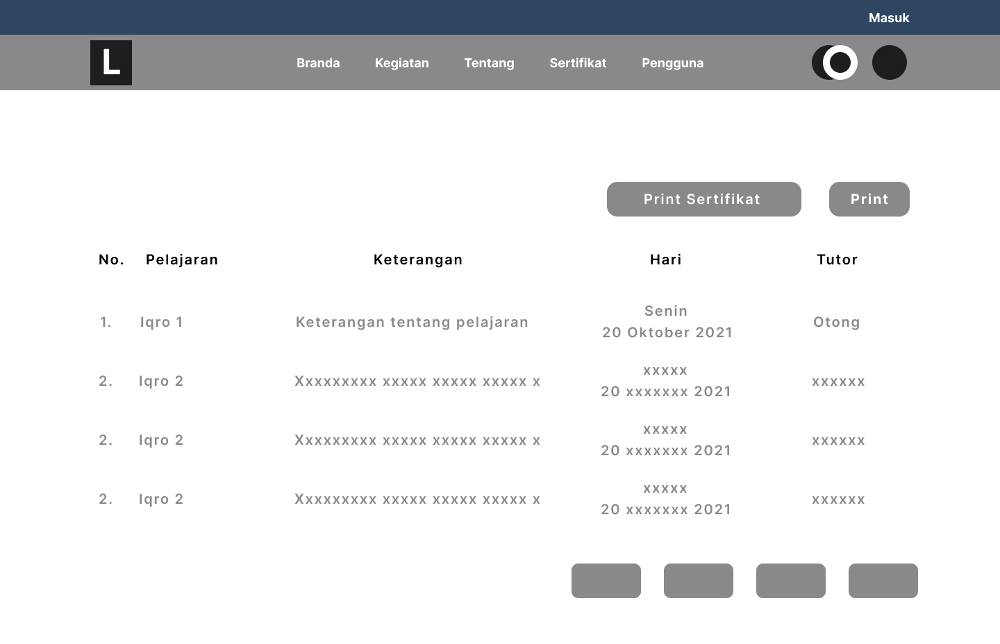 Masuk
L
Branda Kegiatan Tentang Sertifikat Pengguna
Print Sertifikat Print
No. Pelajaran Keterangan Hari Tutor
1. Iqro 1 Keterangan tentang pelajaran Senin Otong
20 Oktober 2021
2. Iqro 2 Xxxxxxxxx xxxxx xxxxx xxxxx x xxxxx xxxxxx
20 xxxxxxx 2021
2. Iqro 2 Xxxxxxxxx xxxxx xxxxx xxxxx x xxxxx xxxxxx
20 xxxxxxx 2021
2. Iqro 2 Xxxxxxxxx xxxxx xxxxx xxxxx x xxxxx xxxxxx
20 xxxxxxx 2021